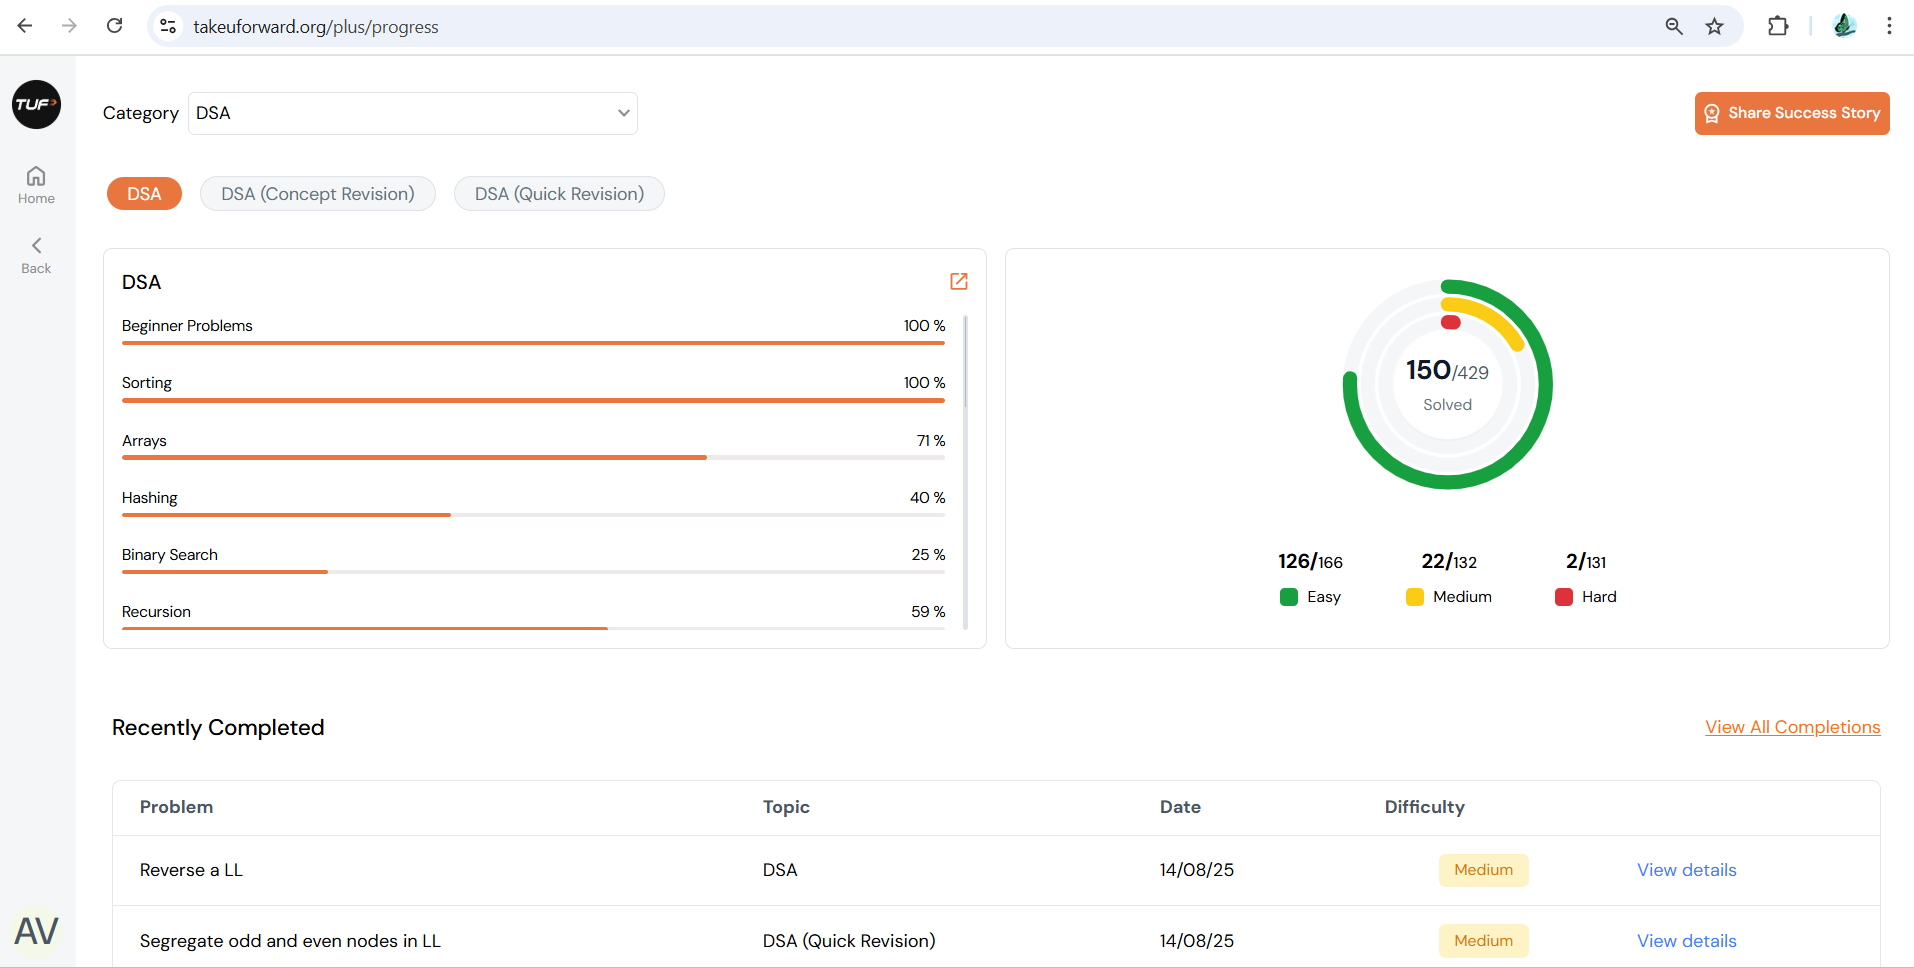 takeuforward.org/plus/progress
TUF
Category DSA
Share Success Story
Home
Back
DSA DSA (Concept Revision) DSA (Quick Revision)
DSA
Beginner Problems 100 %
Sorting 100 %
Arrays 71 %
Hashing 40 %
Binary Search 25 %
Recursion 59 %
150/429
Solved
126/166 22/132 2/131
Easy Medium Hard
Recently Completed View All Completions
Problem Topic Date Difficulty
Reverse a LL DSA 14/08/25 Medium View details
Segregate odd and even nodes in LL DSA (Quick Revision) 14/08/25 Medium View details
AV